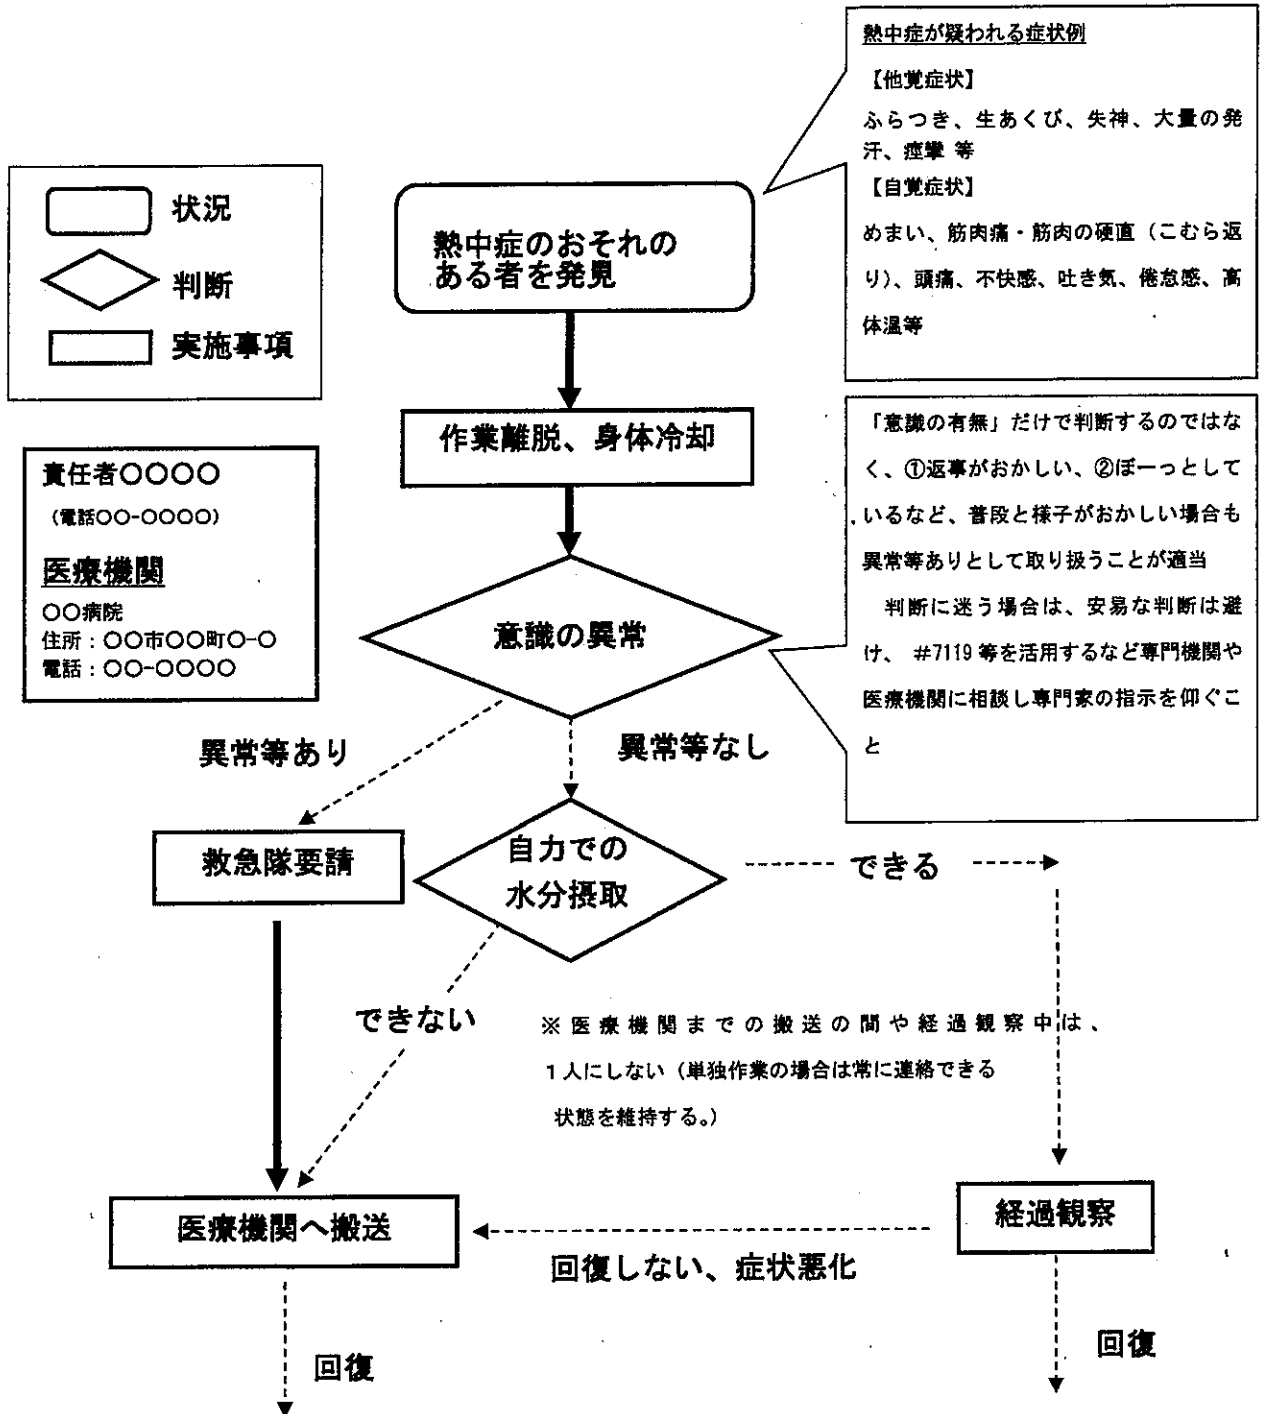 熱中症が疑われる症状例
【他覚症状】
ふらつき、生あくび、失神、大量の発
汗、痙攣 等
【自覚症状】
めまい、筋肉痛・筋肉の硬直（こむら返
り）、頭痛、不快感、吐き気、倦怠感、高
体温等
状況
判断
実施事項
熱中症のおそれの
ある者を発見
作業離脱、身体冷却
責任者〇〇〇〇
（電話〇〇-〇〇〇〇）
医療機関
〇〇病院
住所：〇〇市〇〇町〇-〇
電話：〇〇-〇〇〇〇
「意識の有無」だけで判断するのではな
く、①返事がおかしい、②ぼーっとして
いるなど、普段と様子がおかしい場合も
異常等ありとして取り扱うことが適当
判断に迷う場合は、安易な判断は避
け、 #7119 等を活用するなど専門機関や
医療機関に相談し専門家の指示を仰ぐこ
と
意識の異常
異常等あり
異常等なし
救急隊要請
自力での
水分摂取
できる
できない
※医療機関までの搬送の間や経過観察中は、
1人にしない（単独作業の場合は常に連絡できる
状態を維持する。）
医療機関へ搬送
経過観察
回復しない、症状悪化
回復
回復